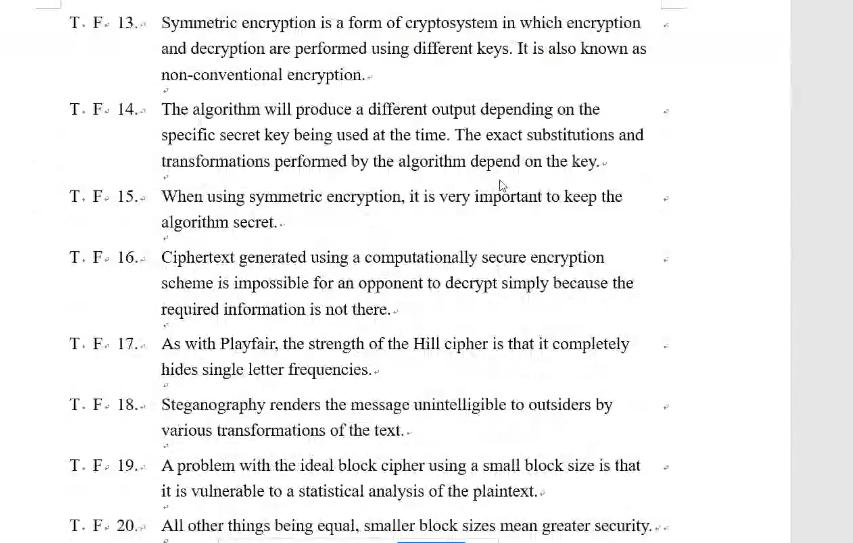 T. F. 13. Symmetric encryption is a form of cryptosystem in which encryption
and decryption are performed using different keys. It is also known as
non-conventional encryption.
T. F. 14. The algorithm will produce a different output depending on the
specific secret key being used at the time. The exact substitutions and
transformations performed by the algorithm depend on the key.
T. F. 15. When using symmetric encryption, it is very important to keep the
algorithm secret.
T. F. 16. Ciphertext generated using a computationally secure encryption
scheme is impossible for an opponent to decrypt simply because the
required information is not there.
T. F. 17. As with Playfair, the strength of the Hill cipher is that it completely
hides single letter frequencies.
T. F. 18. Steganography renders the message unintelligible to outsiders by
various transformations of the text.
T. F. 19. A problem with the ideal block cipher using a small block size is that
it is vulnerable to a statistical analysis of the plaintext.
T. F. 20. All other things being equal, smaller block sizes mean greater security.